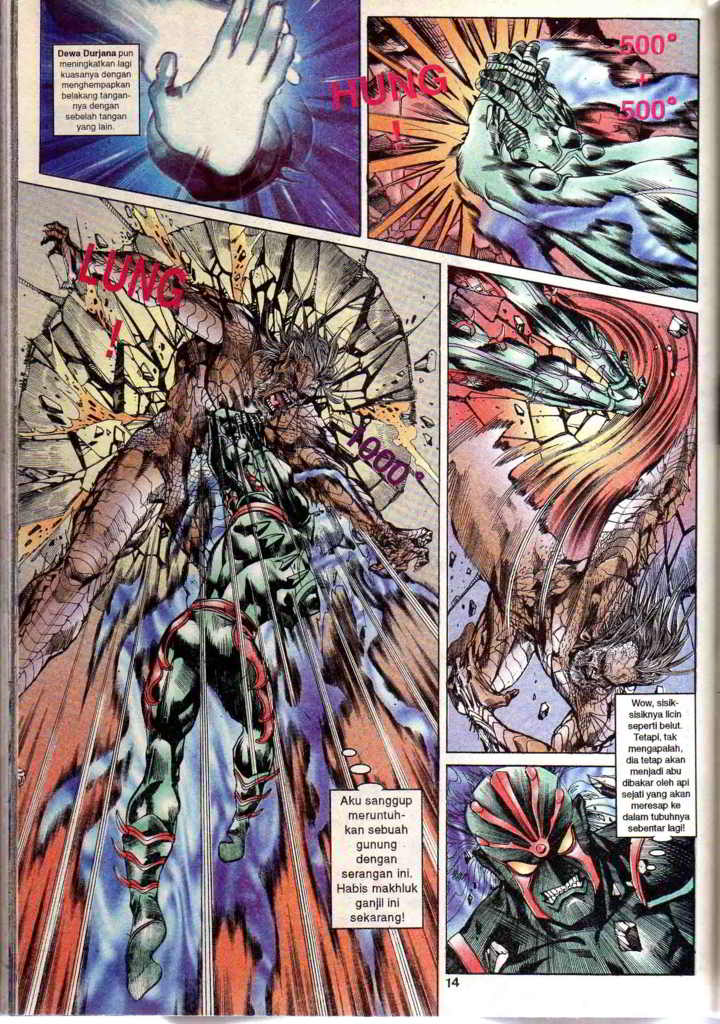 Dewa Durjana pun
meningkatkan lagi
kuasanya dengan
menghempapkan
belakang tangan-
nya dengan
sebelah tangan
yang lain.
HUNG
!
500°
+
500°
LUNG
!
1000°
Aku sanggup
meruntuh-
kan sebuah
gunung
dengan
serangan ini.
Habis makhluk
ganjil ini
sekarang!
Wow, sisik-
sisiknya licin
seperti belut.
Tetapi, tak
mengapalah,
dia tetap akan
menjadi abu
dibakar oleh api
sejati yang akan
meresap ke
dalam tubuhnya
sebentar lagi!
14